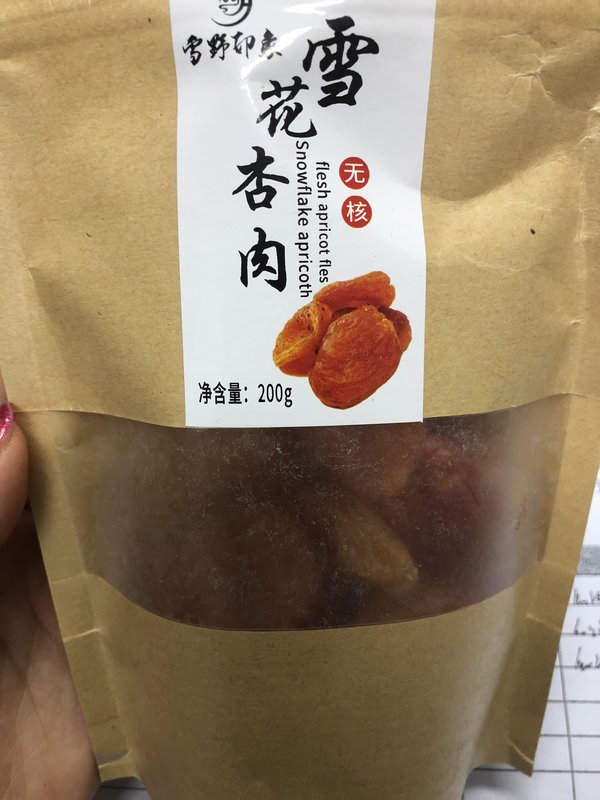 雪野印象
雪花杏肉
Snowflake apricoth
flesh apricot fles
无核
净含量：200g